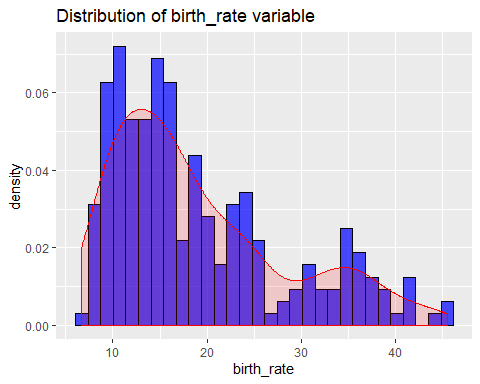 Distribution of birth_rate variable
density
0.06
0.04
0.02
0.00
10 20 30 40
birth_rate